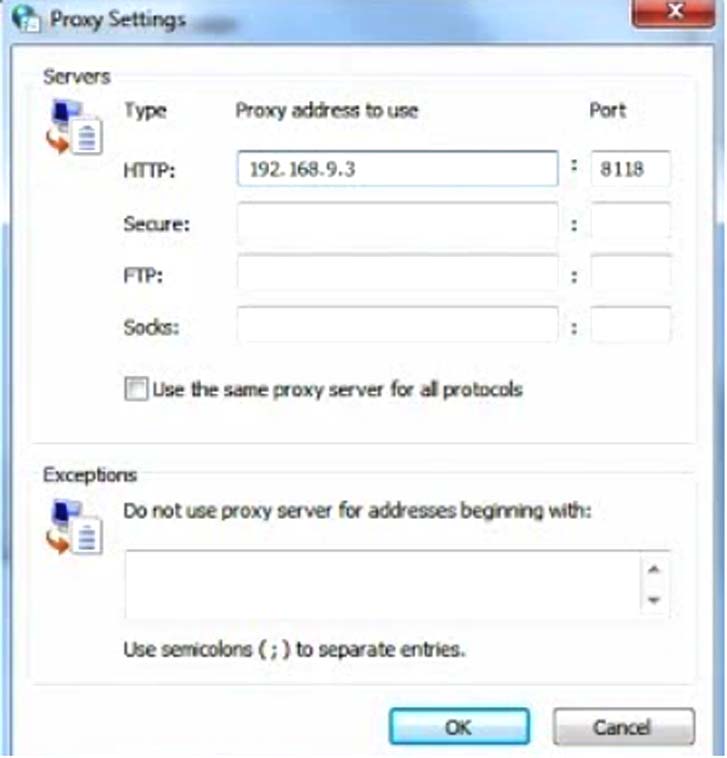 Proxy Settings
Servers
Type Proxy address to use Port
HTTP: 192.168.9.3 : 8118
Secure: :
FTP: :
Socks: :
Use the same proxy server for all protocols
Exceptions
Do not use proxy server for addresses beginning with:
Use semicolons ( ; ) to separate entries.
OK Cancel